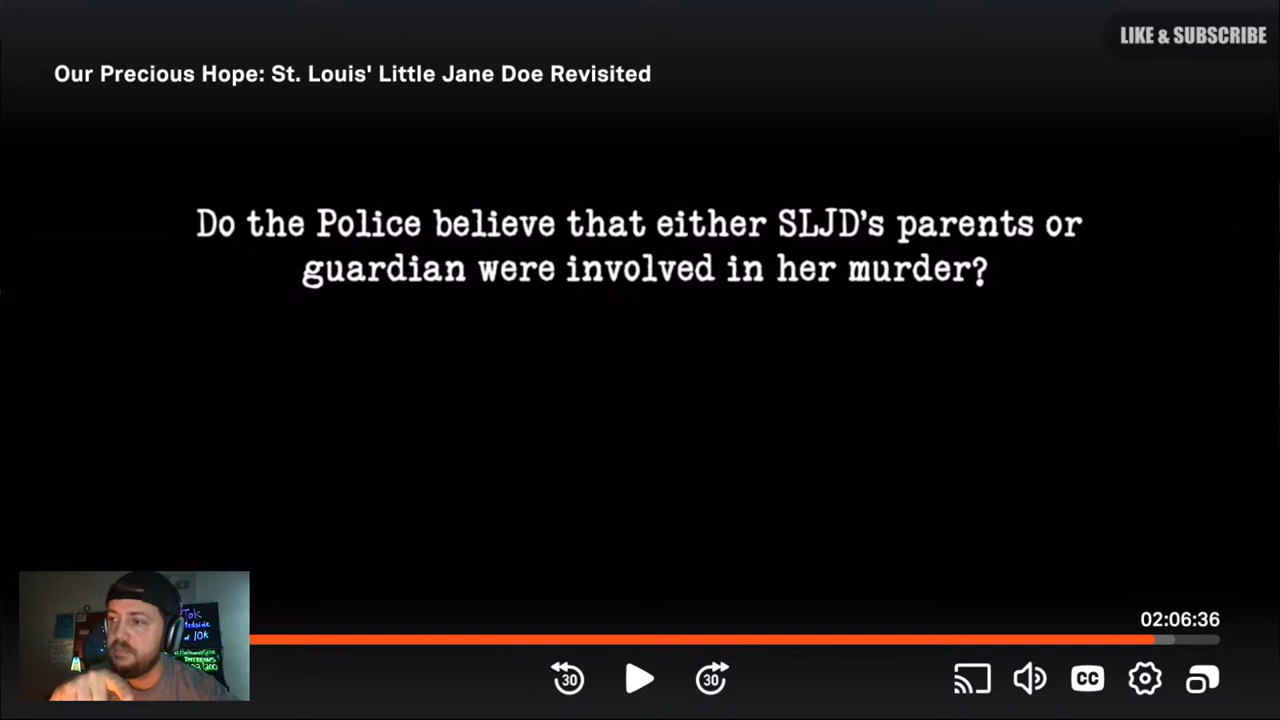 LIKE & SUBSCRIBE
Our Precious Hope: St. Louis' Little Jane Doe Revisited
Do the Police believe that either SLJD's parents or
guardian were involved in her murder?
02:06:36
30
30
CC
10k